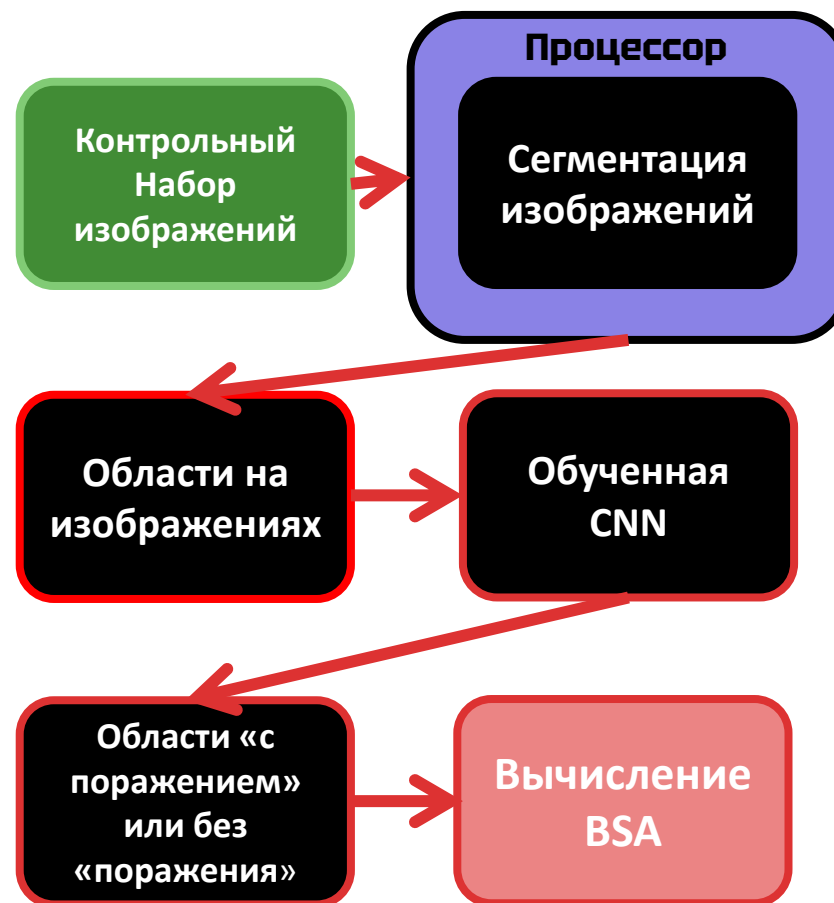 Контрольный
Набор
изображений
Процессор
Сегментация
изображений
Области на
изображениях
Обученная
CNN
Области «с
поражением»
или без
«поражения»
Вычисление
BSA